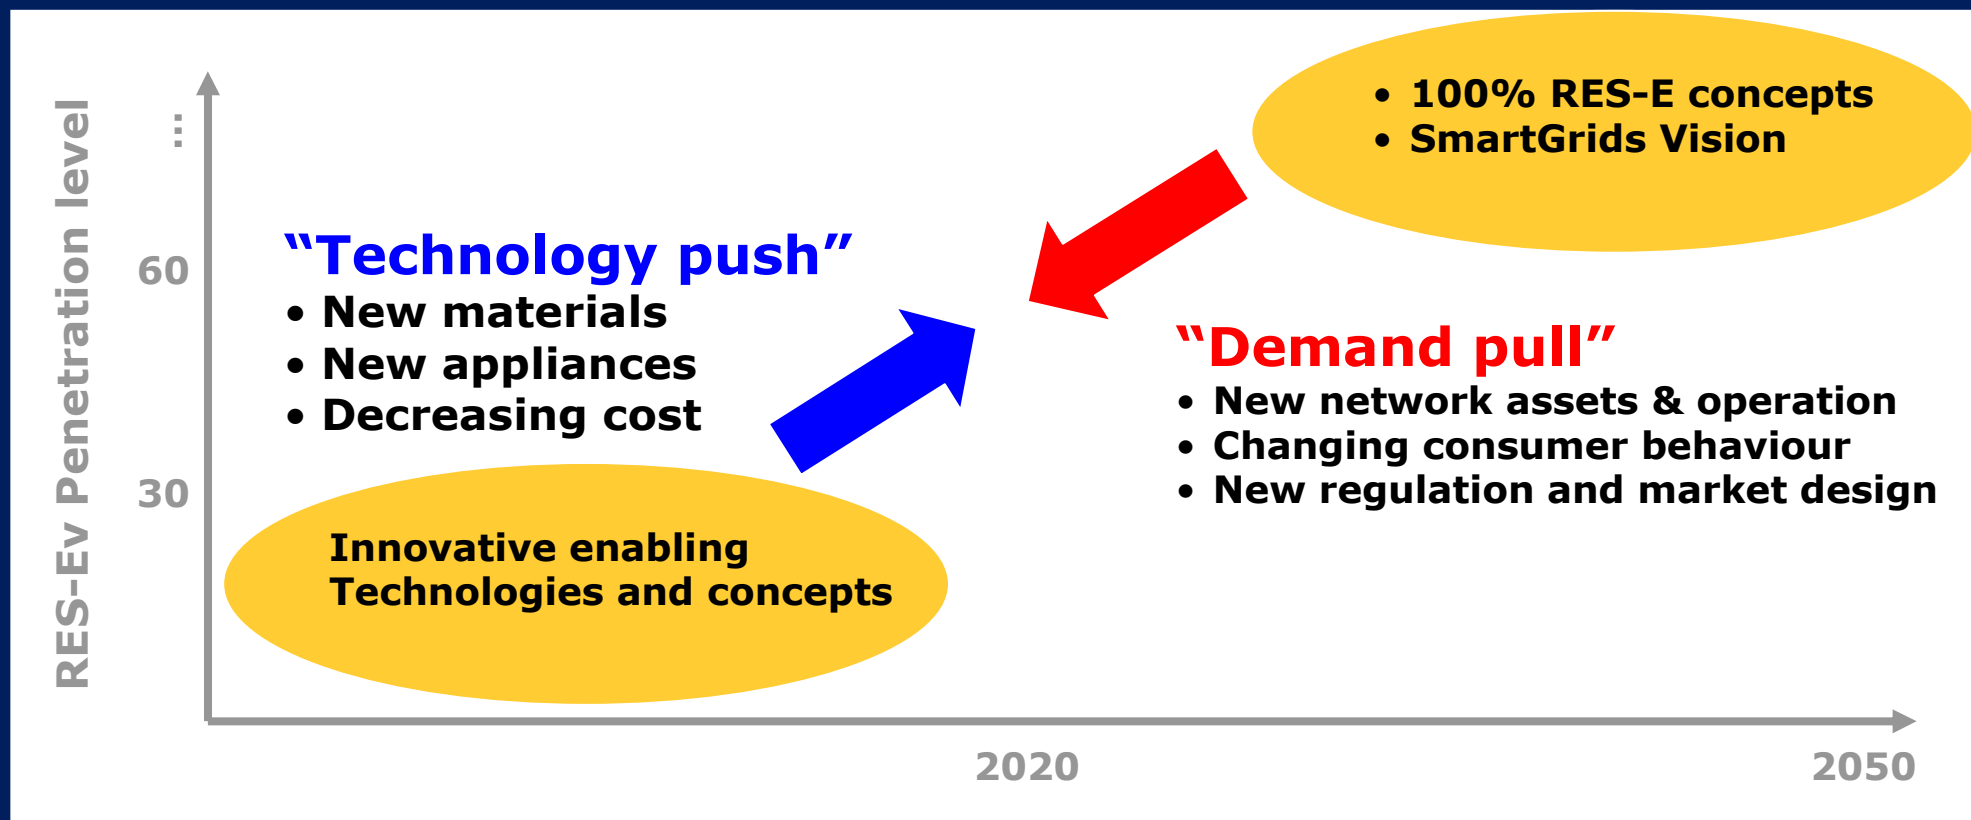 RES-Ev Penetration level
...
60
30
“Technology push”
• New materials
• New appliances
• Decreasing cost
Innovative enabling
Technologies and concepts
• 100% RES-E concepts
• SmartGrids Vision
“Demand pull”
• New network assets & operation
• Changing consumer behaviour
• New regulation and market design
2020
2050